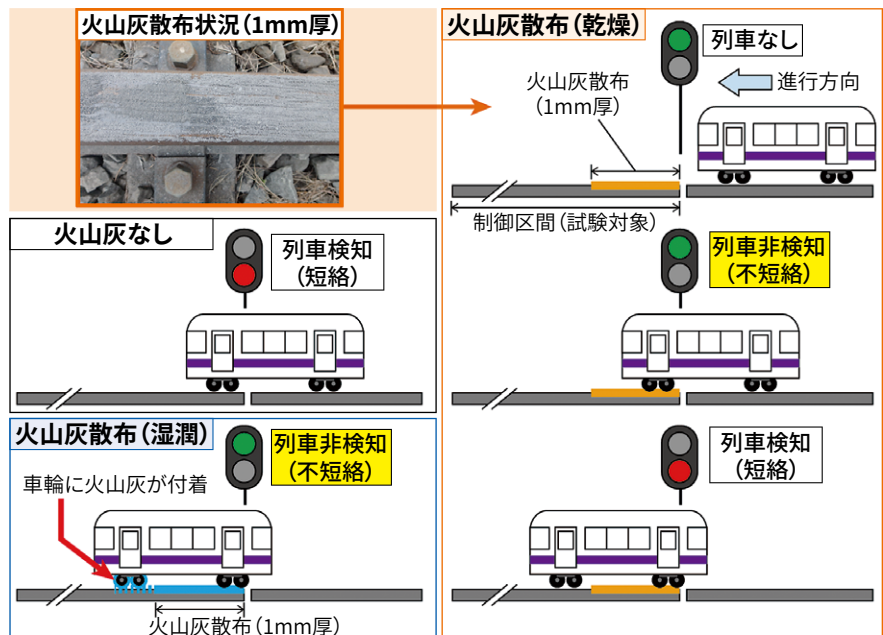 火山灰散布状況（1mm厚）
火山灰散布（乾燥）
列車なし
火山灰散布
（1mm厚）
進行方向
制御区間（試験対象）
列車非検知
（不短絡）
列車検知
（短絡）
火山灰なし
列車検知
（短絡）
火山灰散布（湿潤）
列車非検知
（不短絡）
車輪に火山灰が付着
火山灰散布（1mm厚）